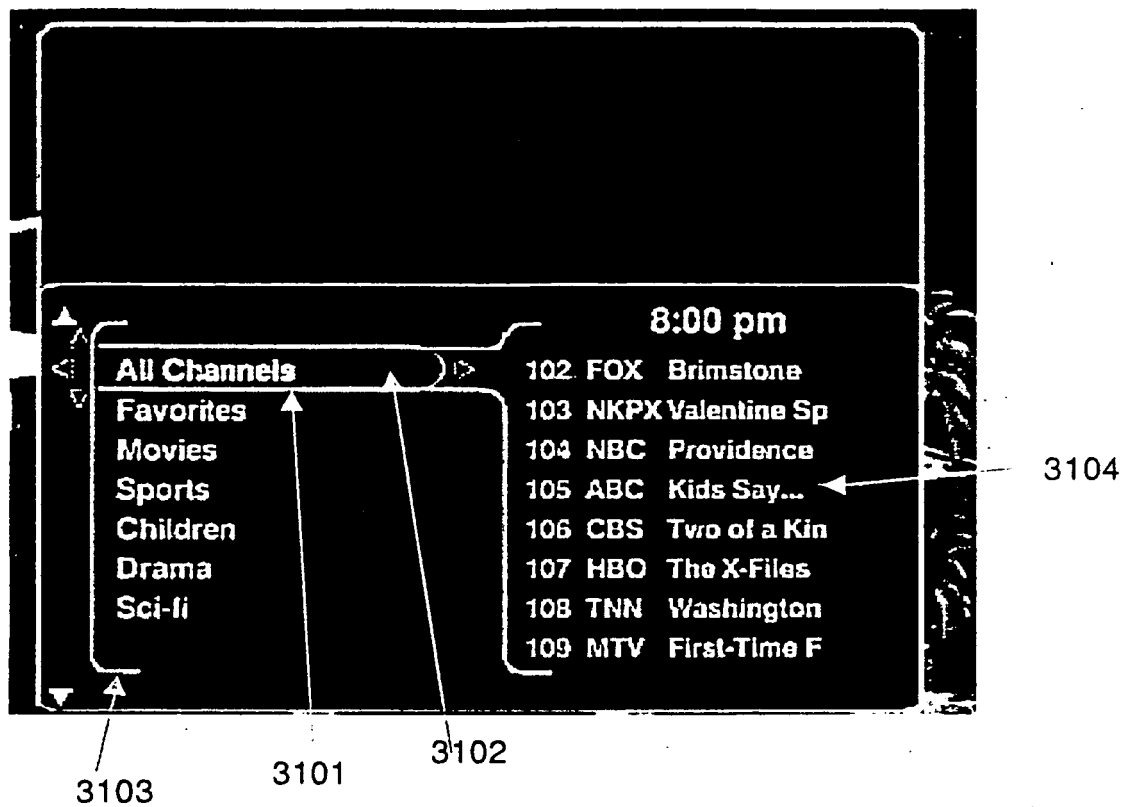 8:00 pm
All Channels
Favorites
Movies
Sports
Children
Drama
Sci-fi
102 FOX Brimstone
103 NKPX Valentine Sp
104 NBC Providence
105 ABC Kids Say...
106 CBS Two of a Kin
107 HBO The X-Files
108 TNN Washington
109 MTV First-Time F
3104
3102
3101
3103